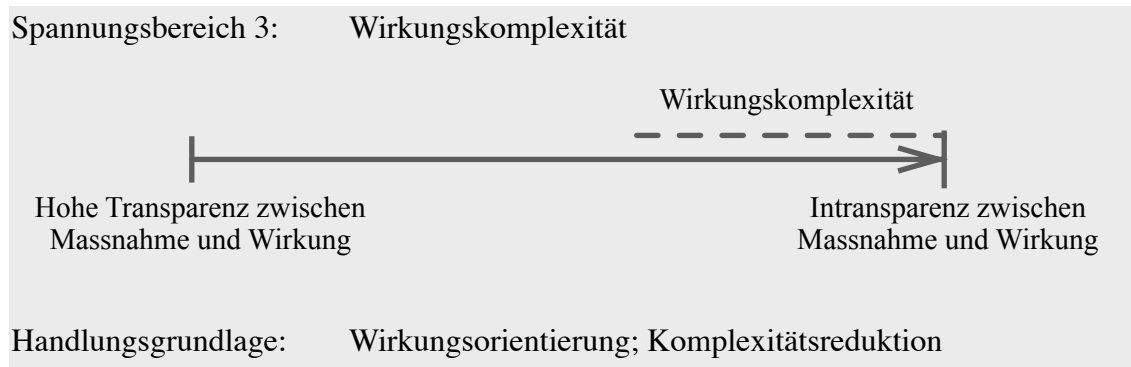 Spannungsbereich 3: Wirkungskomplexität
Wirkungskomplexität
Hohe Transparenz zwischen
Massnahme und Wirkung
Intransparenz zwischen
Massnahme und Wirkung
Handlungsgrundlage: Wirkungsorientierung; Komplexitätsreduktion